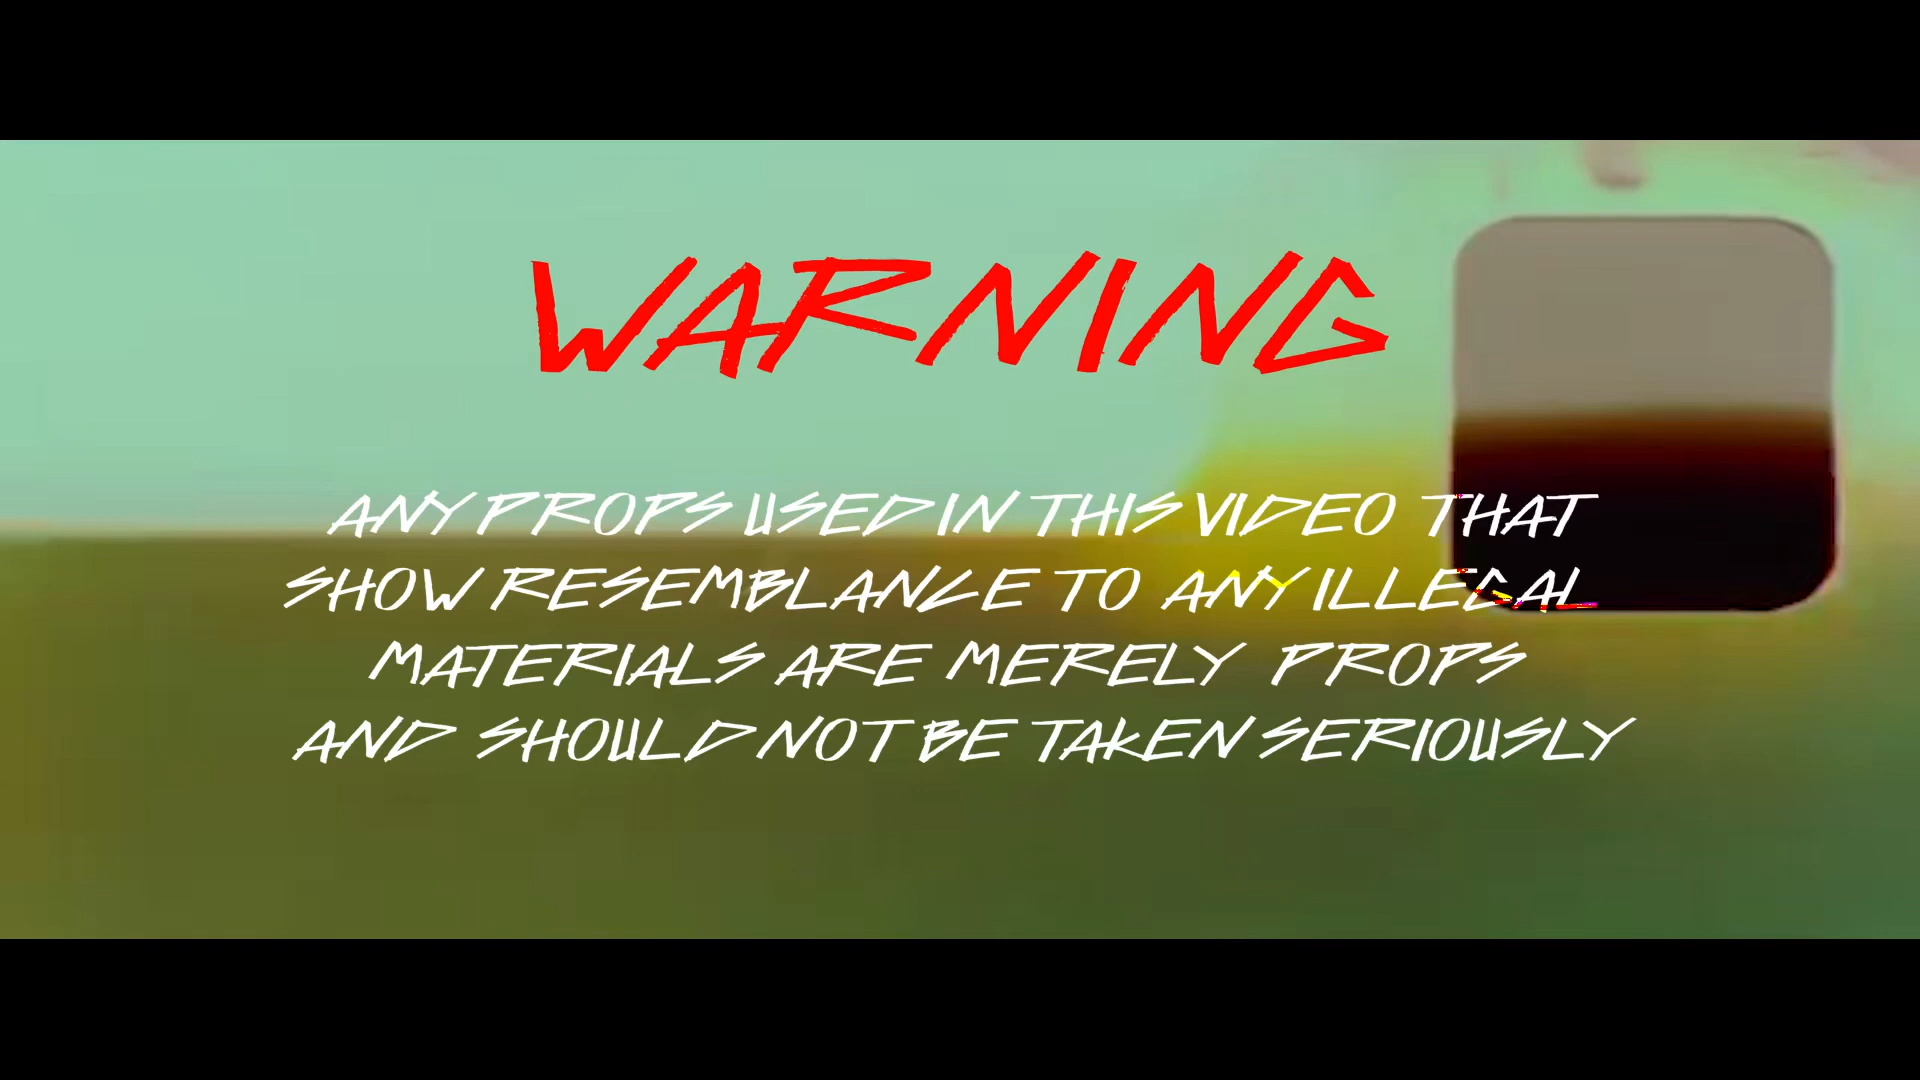 WARNING
ANY PROPS USED IN THIS VIDEO THAT
SHOW RESEMBLANCE TO ANY ILLEGAL
MATERIALS ARE MERELY PROPS
AND SHOULD NOT BE TAKEN SERIOUSLY